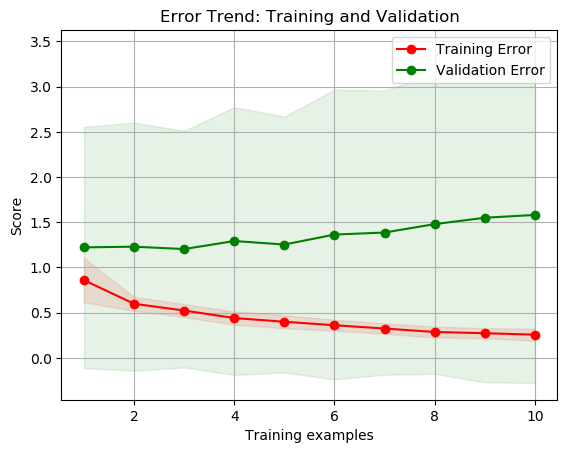 Error Trend: Training and Validation
3.5
3.0
2.5
2.0
1.5
1.0
0.5
0.0
Score
Training Error
Validation Error
2 4 6 8 10
Training examples